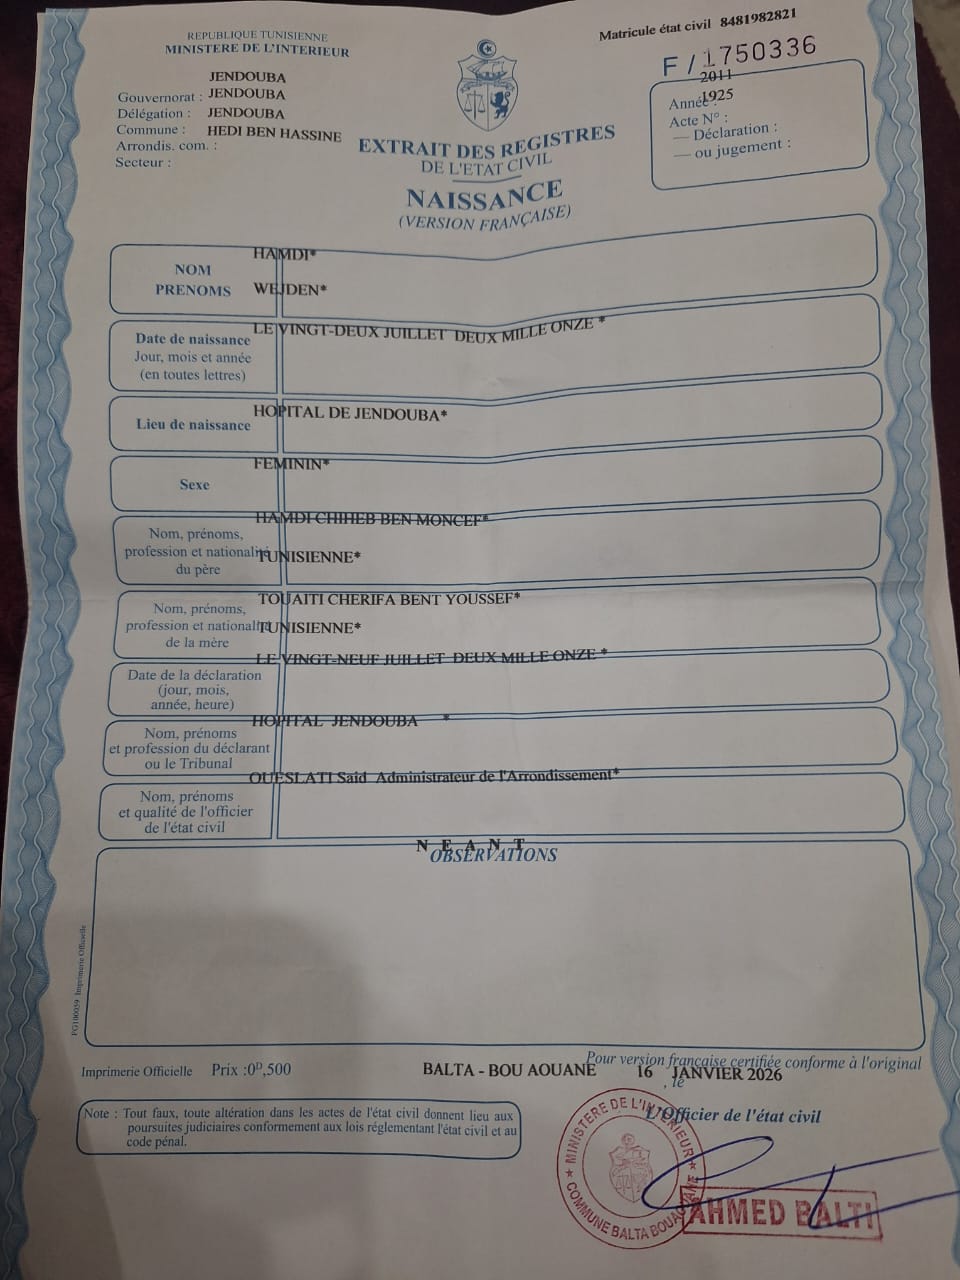 REPUBLIQUE TUNISIENNE
MINISTERE DE L'INTERIEUR
Matricule état civil 8481982821
F / 1750336
JENDOUBA
Gouvernorat : JENDOUBA
Délégation : JENDOUBA
Commune : HEDI BEN HASSINE
Arrondis. com. :
Secteur :
2011
Année : 1925
Acte N° :
— Déclaration :
— ou jugement :
EXTRAIT DES REGISTRES
DE L'ETAT CIVIL
NAISSANCE
(VERSION FRANÇAISE)
HAMDI*
NOM
PRENOMS WEJDEN*
LE VINGT-DEUX JUILLET DEUX MILLE ONZE *
Date de naissance
Jour, mois et année
(en toutes lettres)
HOPITAL DE JENDOUBA*
Lieu de naissance
FEMININ*
Sexe
HAMDI CHIHEB BEN MONCEF*
Nom, prénoms,
profession et nationalité TUNISIENNE*
du père
TOUAITI CHERIFA BENT YOUSSEF*
Nom, prénoms,
profession et nationalité TUNISIENNE*
de la mère
LE VINGT-NEUF JUILLET DEUX MILLE ONZE *
Date de la déclaration
(jour, mois,
année, heure)
HOPITAL JENDOUBA *
Nom, prénoms
et profession du déclarant
ou le Tribunal
OUESLATI Said Administrateur de l'Arrondissement*
Nom, prénoms
et qualité de l'officier
de l'état civil
N E A N T
OBSERVATIONS
FG100059 Imprimerie Officielle
Imprimerie Officielle Prix :0D,500
Pour version française certifiée conforme à l'original
BALTA - BOU AOUANE 16 JANVIER 2026
, le
L'Officier de l'état civil
Note : Tout faux, toute altération dans les actes de l'état civil donnent lieu aux
poursuites judiciaires conformement aux lois réglementant l'état civil et au
code pénal.
MINISTERE DE L'INTERIEUR
COMMUNE BALTA BOUAOUANE
AHMED BALTI